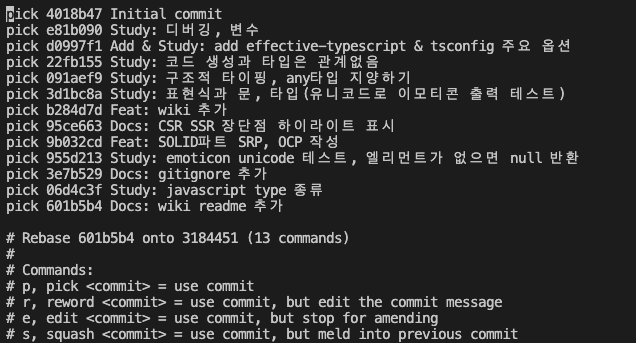 pick 4018b47 Initial commit
pick e81b090 Study: 디버깅, 변수
pick d0997f1 Add & Study: add effective-typescript & tsconfig 주요 옵션
pick 22fb155 Study: 코드 생성과 타입은 관계없음
pick 091aef9 Study: 구조적 타이핑, any타입 지양하기
pick 3d1bc8a Study: 표현식과 문, 타입(유니코드로 이모티콘 출력 테스트)
pick b284d7d Feat: wiki 추가
pick 95ce663 Docs: CSR SSR 장단점 하이라이트 표시
pick 9b032cd Feat: SOLID파트 SRP, OCP 작성
pick 955d213 Study: emoticon unicode 테스트, 엘리먼트가 없으면 null 반환
pick 3e7b529 Docs: gitignore 추가
pick 06d4c3f Study: javascript type 종류
pick 601b5b4 Docs: wiki readme 추가

# Rebase 601b5b4 onto 3184451 (13 commands)
#
# Commands:
# p, pick <commit> = use commit
# r, reword <commit> = use commit, but edit the commit message
# e, edit <commit> = use commit, but stop for amending
# s, squash <commit> = use commit, but meld into previous commit